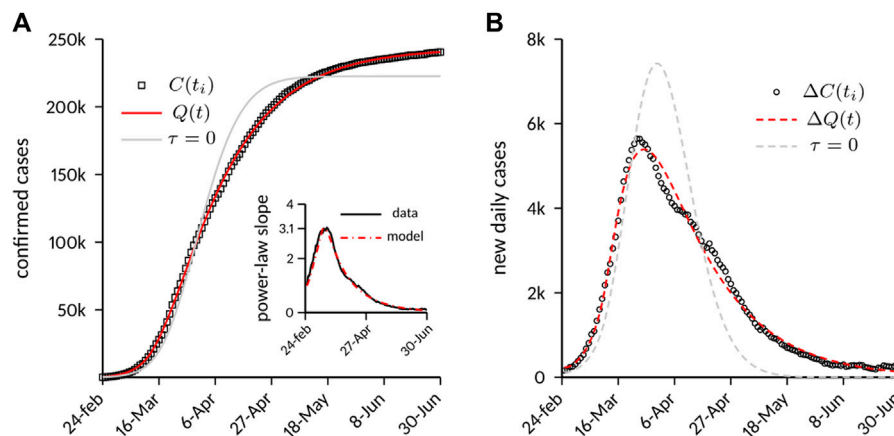 A
250k
200k
150k
100k
50k
confirmed cases
C(t_i)
Q(t)
τ = 0
power-law slope
4
3.1
2
0
data
model
24-feb
27-Apr
30-Jun
24-feb
16-Mar
6-Apr
27-Apr
18-May
8-Jun
30-Jun
B
8k
6k
4k
2k
0
new daily cases
ΔC(t_i)
ΔQ(t)
τ = 0
24-feb
16-Mar
6-Apr
27-Apr
18-May
8-Jun
30-Jun